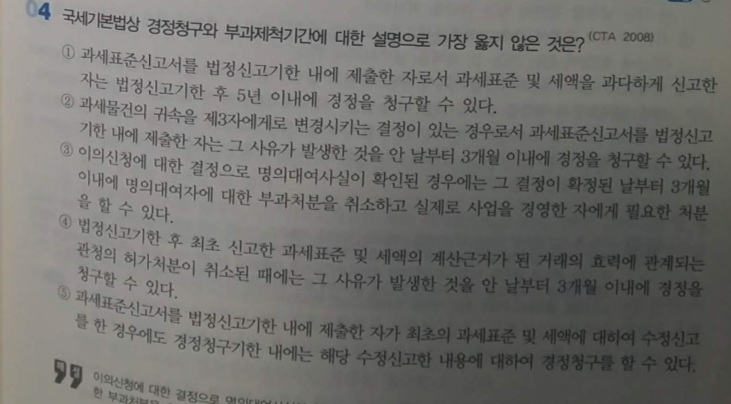 04 국세기본법상 경정청구와 부과제척기간에 대한 설명으로 가장 옳지 않은 것은? (CTA 2008)
① 과세표준신고서를 법정신고기한 내에 제출한 자로서 과세표준 및 세액을 과다하게 신고한
자는 법정신고기한 후 5년 이내에 경정을 청구할 수 있다.
② 과세물건의 귀속을 제3자에게로 변경시키는 결정이 있는 경우로서 과세표준신고서를 법정신고
기한 내에 제출한 자는 그 사유가 발생한 것을 안 날부터 3개월 이내에 경정을 청구할 수 있다.
③ 이의신청에 대한 결정으로 명의대여사실이 확인된 경우에는 그 결정이 확정된 날부터 3개월
이내에 명의대여자에 대한 부과처분을 취소하고 실제로 사업을 경영한 자에게 필요한 처분
을 할 수 있다.
④ 법정신고기한 후 최초 신고한 과세표준 및 세액의 계산근거가 된 거래의 효력에 관계되는
관청의 허가처분이 취소된 때에는 그 사유가 발생한 것을 안 날부터 3개월 이내에 경정을
청구할 수 있다.
⑤ 과세표준신고서를 법정신고기한 내에 제출한 자가 최초의 과세표준 및 세액에 대하여 수정신고
를 한 경우에도 경정청구기한 내에는 해당 수정신고한 내용에 대하여 경정청구를 할 수 있다.
이의신청에 대한 결정으로
한 부과처분을